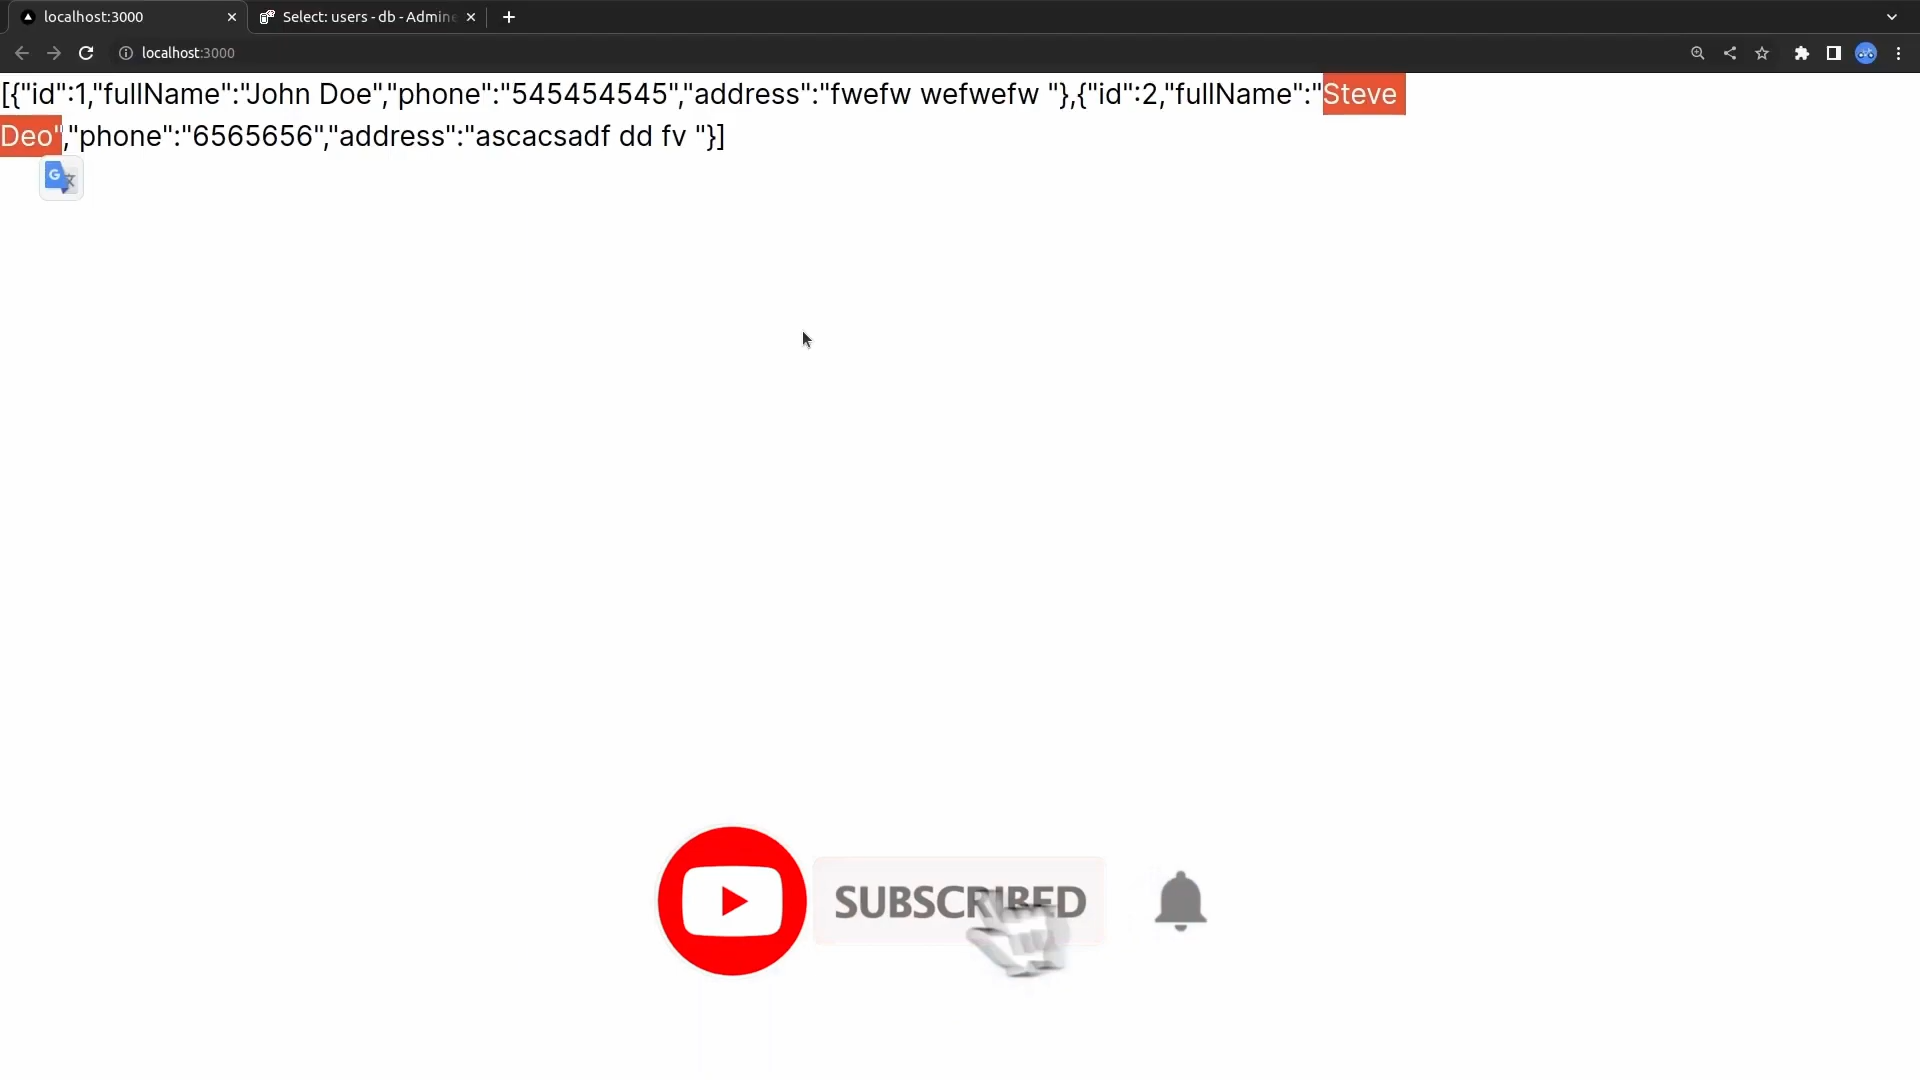 localhost:3000
Select: users - db - Admine
localhost:3000
[{"id":1,"fullName":"John Doe","phone":"545454545","address":"fwefw wefwefw "},{"id":2,"fullName":"Steve
Deo","phone":"6565656","address":"ascacsadf dd fv "}]
SUBSCRIBED